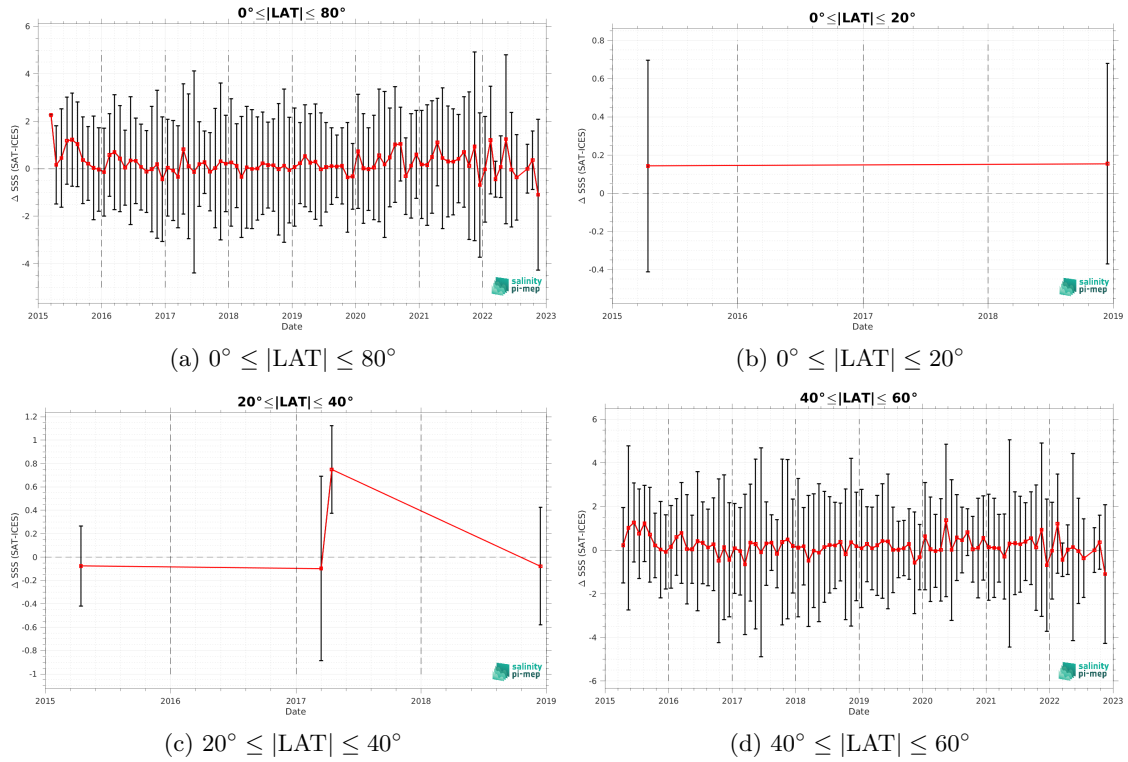 0°≤|LAT|≤ 80°
6
4
2
0
-2
-4
Δ SSS (SAT-ICES)
2015 2016 2017 2018 2019 2020 2021 2022 2023
Date
salinity
pi-mep
(a) 0° ≤ |LAT| ≤ 80°
0°≤|LAT|≤ 20°
0.8
0.6
0.4
0.2
0
-0.2
-0.4
Δ SSS (SAT-ICES)
2015 2016 2017 2018 2019
Date
salinity
pi-mep
(b) 0° ≤ |LAT| ≤ 20°
20°≤|LAT|≤ 40°
1.2
1
0.8
0.6
0.4
0.2
0
-0.2
-0.4
-0.6
-0.8
-1
Δ SSS (SAT-ICES)
2015 2016 2017 2018 2019
Date
salinity
pi-mep
(c) 20° ≤ |LAT| ≤ 40°
40°≤|LAT|≤ 60°
6
4
2
0
-2
-4
-6
Δ SSS (SAT-ICES)
2015 2016 2017 2018 2019 2020 2021 2022 2023
Date
salinity
pi-mep
(d) 40° ≤ |LAT| ≤ 60°